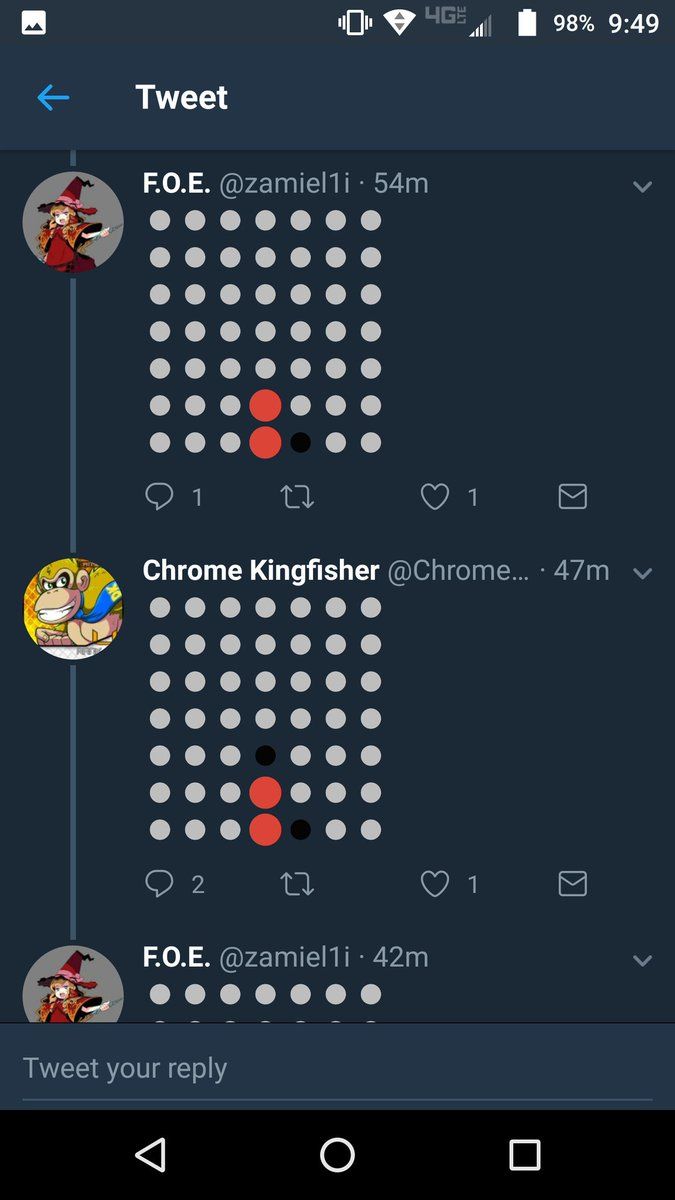 4G LTE 98% 9:49
Tweet
F.O.E. @zamiel1i · 54m
1 1
Chrome Kingfisher @Chrome... · 47m
2 1
F.O.E. @zamiel1i · 42m
Tweet your reply